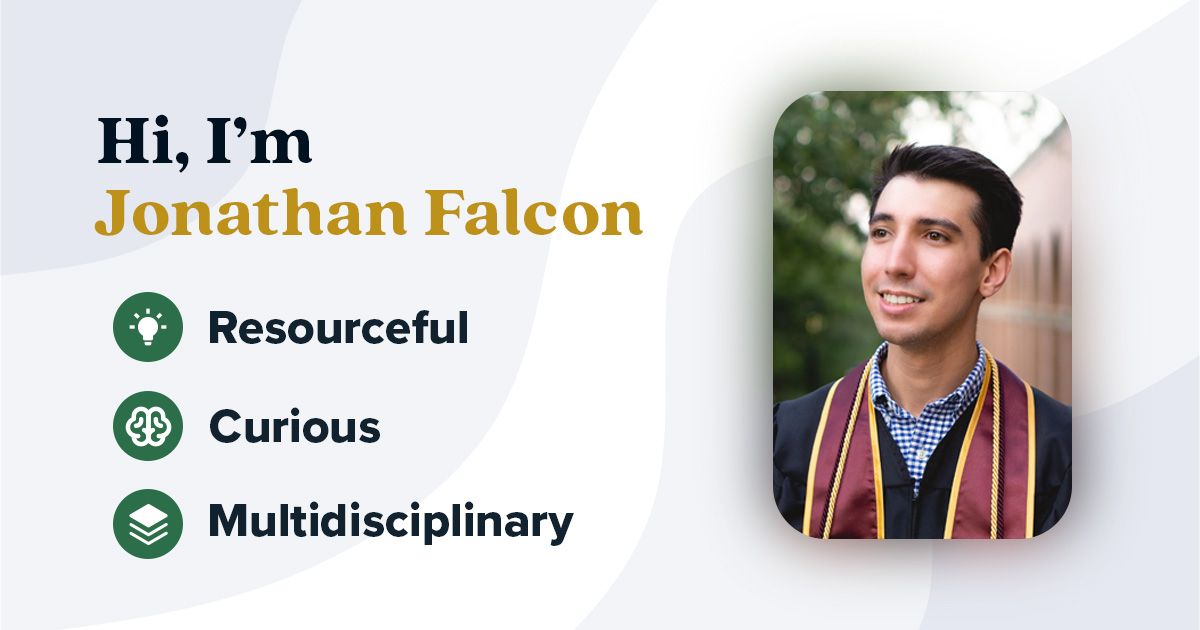 Hi, I’m
Jonathan Falcon
Resourceful
Curious
Multidisciplinary